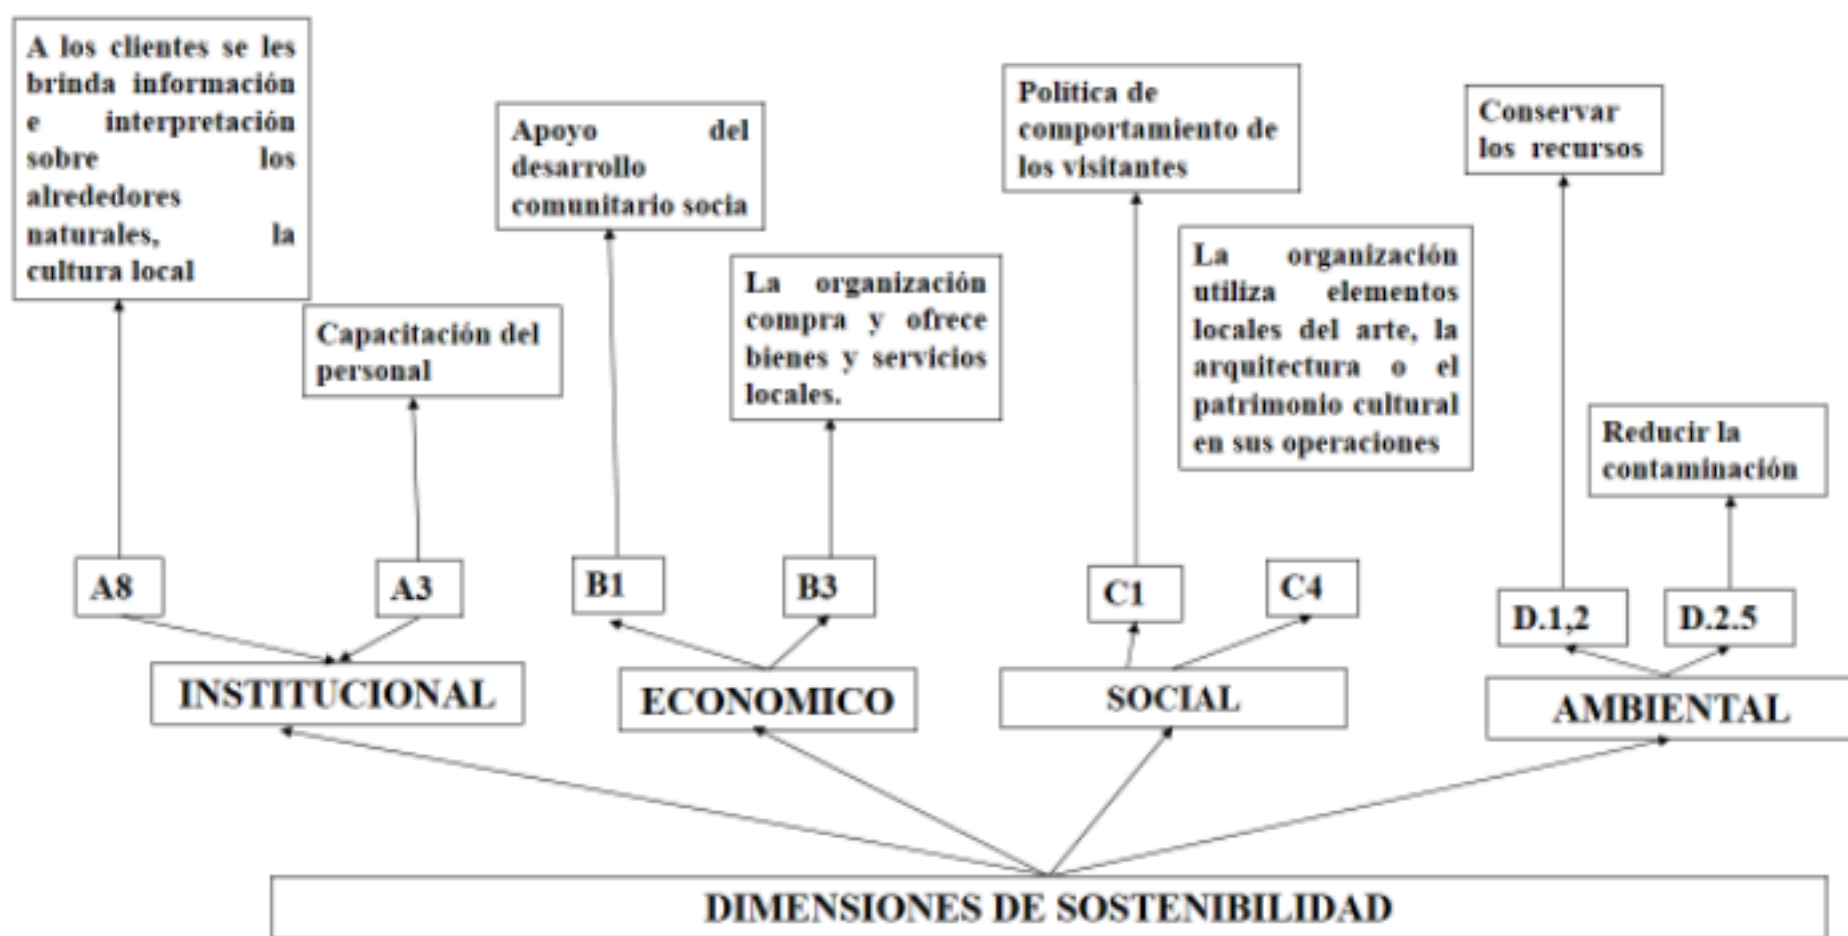 A los clientes se les
brinda información
e interpretación
sobre los
alrededores
naturales, la
cultura local
Capacitación del
personal
Apoyo del
desarrollo
comunitario socia
La organización
compra y ofrece
bienes y servicios
locales.
Política de
comportamiento de
los visitantes
La organización
utiliza elementos
locales del arte, la
arquitectura o el
patrimonio cultural
en sus operaciones
Conservar
los recursos
Reducir la
contaminación
A8
A3
B1
B3
C1
C4
D.1,2
D.2.5
INSTITUCIONAL
ECONOMICO
SOCIAL
AMBIENTAL
DIMENSIONES DE SOSTENIBILIDAD